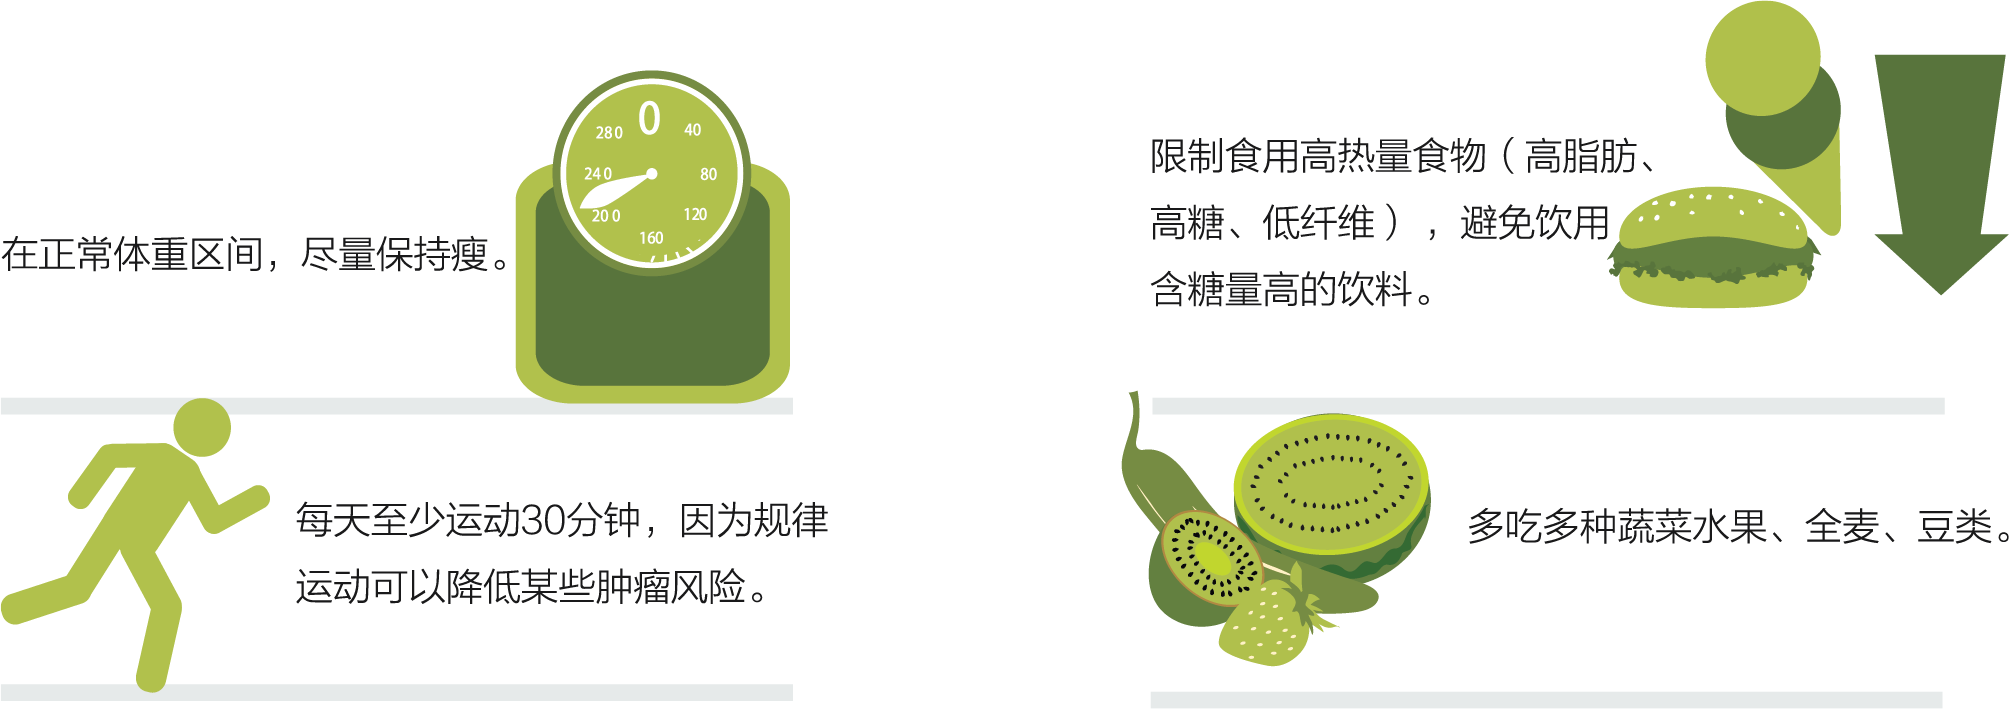 0
280
40
240
80
200
120
160
在正常体重区间，尽量保持瘦。
限制食用高热量食物（高脂肪、
高糖、低纤维），避免饮用
含糖量高的饮料。
每天至少运动30分钟，因为规律
运动可以降低某些肿瘤风险。
多吃多种蔬菜水果、全麦、豆类。